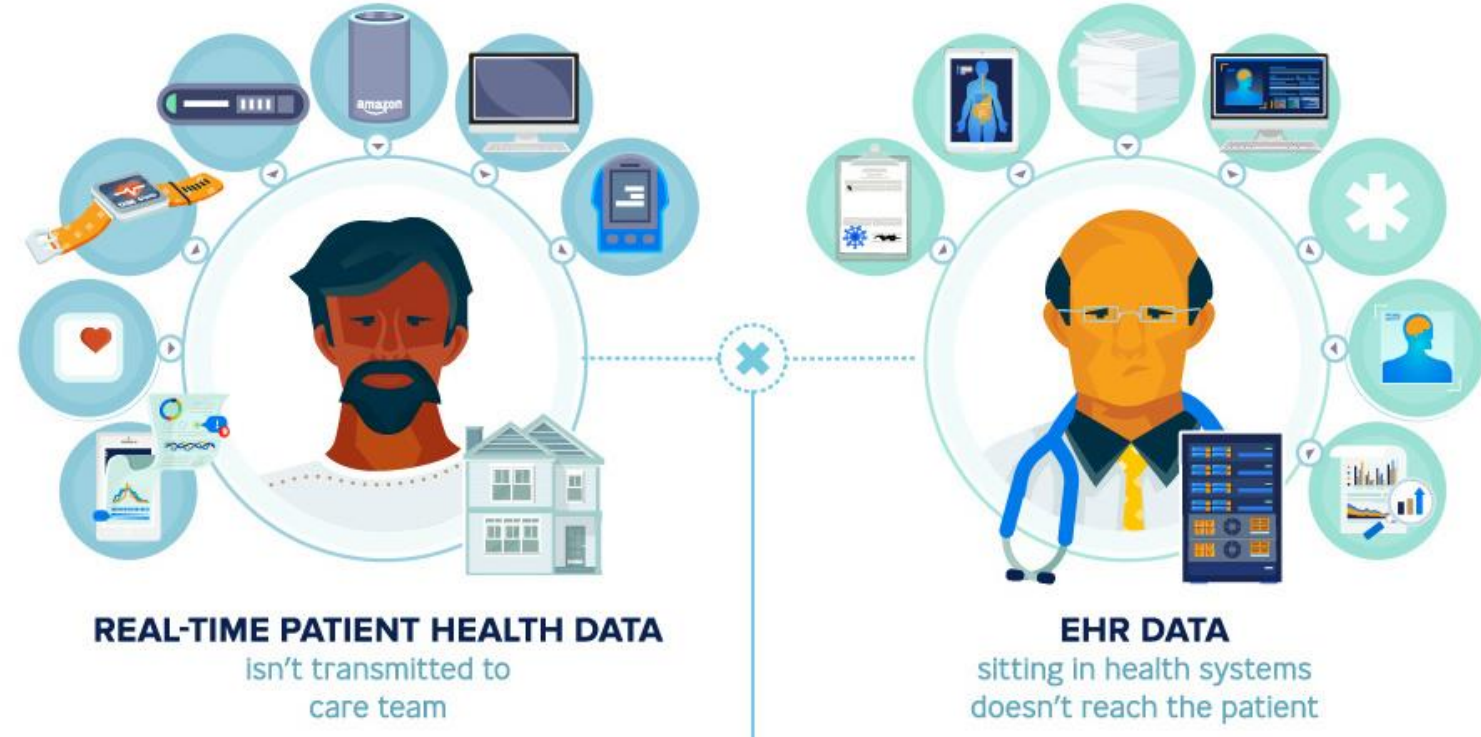 amazon
REAL-TIME PATIENT HEALTH DATA
isn't transmitted to
care team
EHR DATA
sitting in health systems
doesn't reach the patient